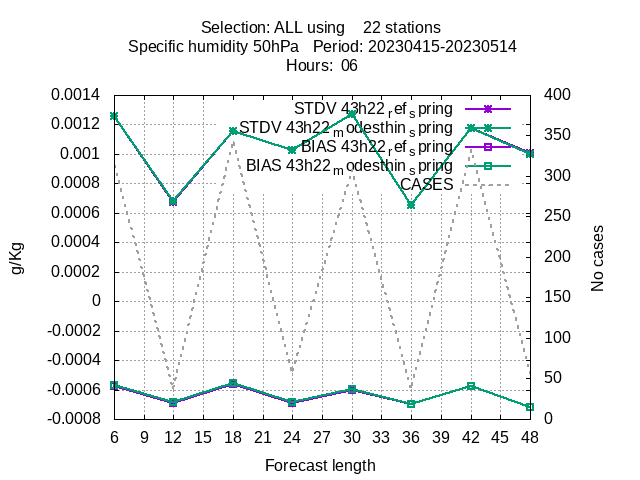 Selection: ALL using    22 stations
Specific humidity 50hPa   Period: 20230415-20230514
Hours:  06
0.0014
0.0012
0.001
0.0008
0.0006
0.0004
0.0002
0
-0.0002
-0.0004
-0.0006
-0.0008
g/Kg
STDV 43h22_ref_spring
STDV 43h22_modesthin_spring
BIAS 43h22_ref_spring
BIAS 43h22_modesthin_spring
CASES
400
350
300
250
200
150
100
50
0
No cases
6 9 12 15 18 21 24 27 30 33 36 39 42 45 48
Forecast length